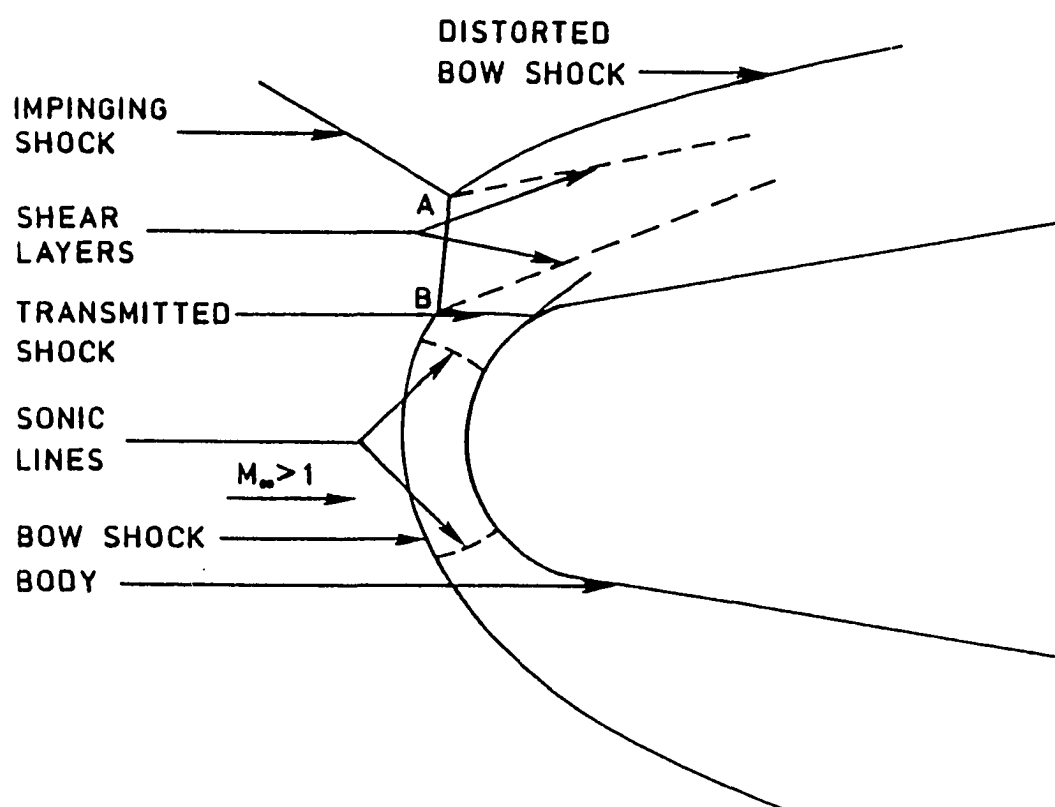 DISTORTED
BOW SHOCK
IMPINGING
SHOCK
A
SHEAR
LAYERS
B
TRANSMITTED
SHOCK
SONIC
LINES
M∞>1
BOW SHOCK
BODY